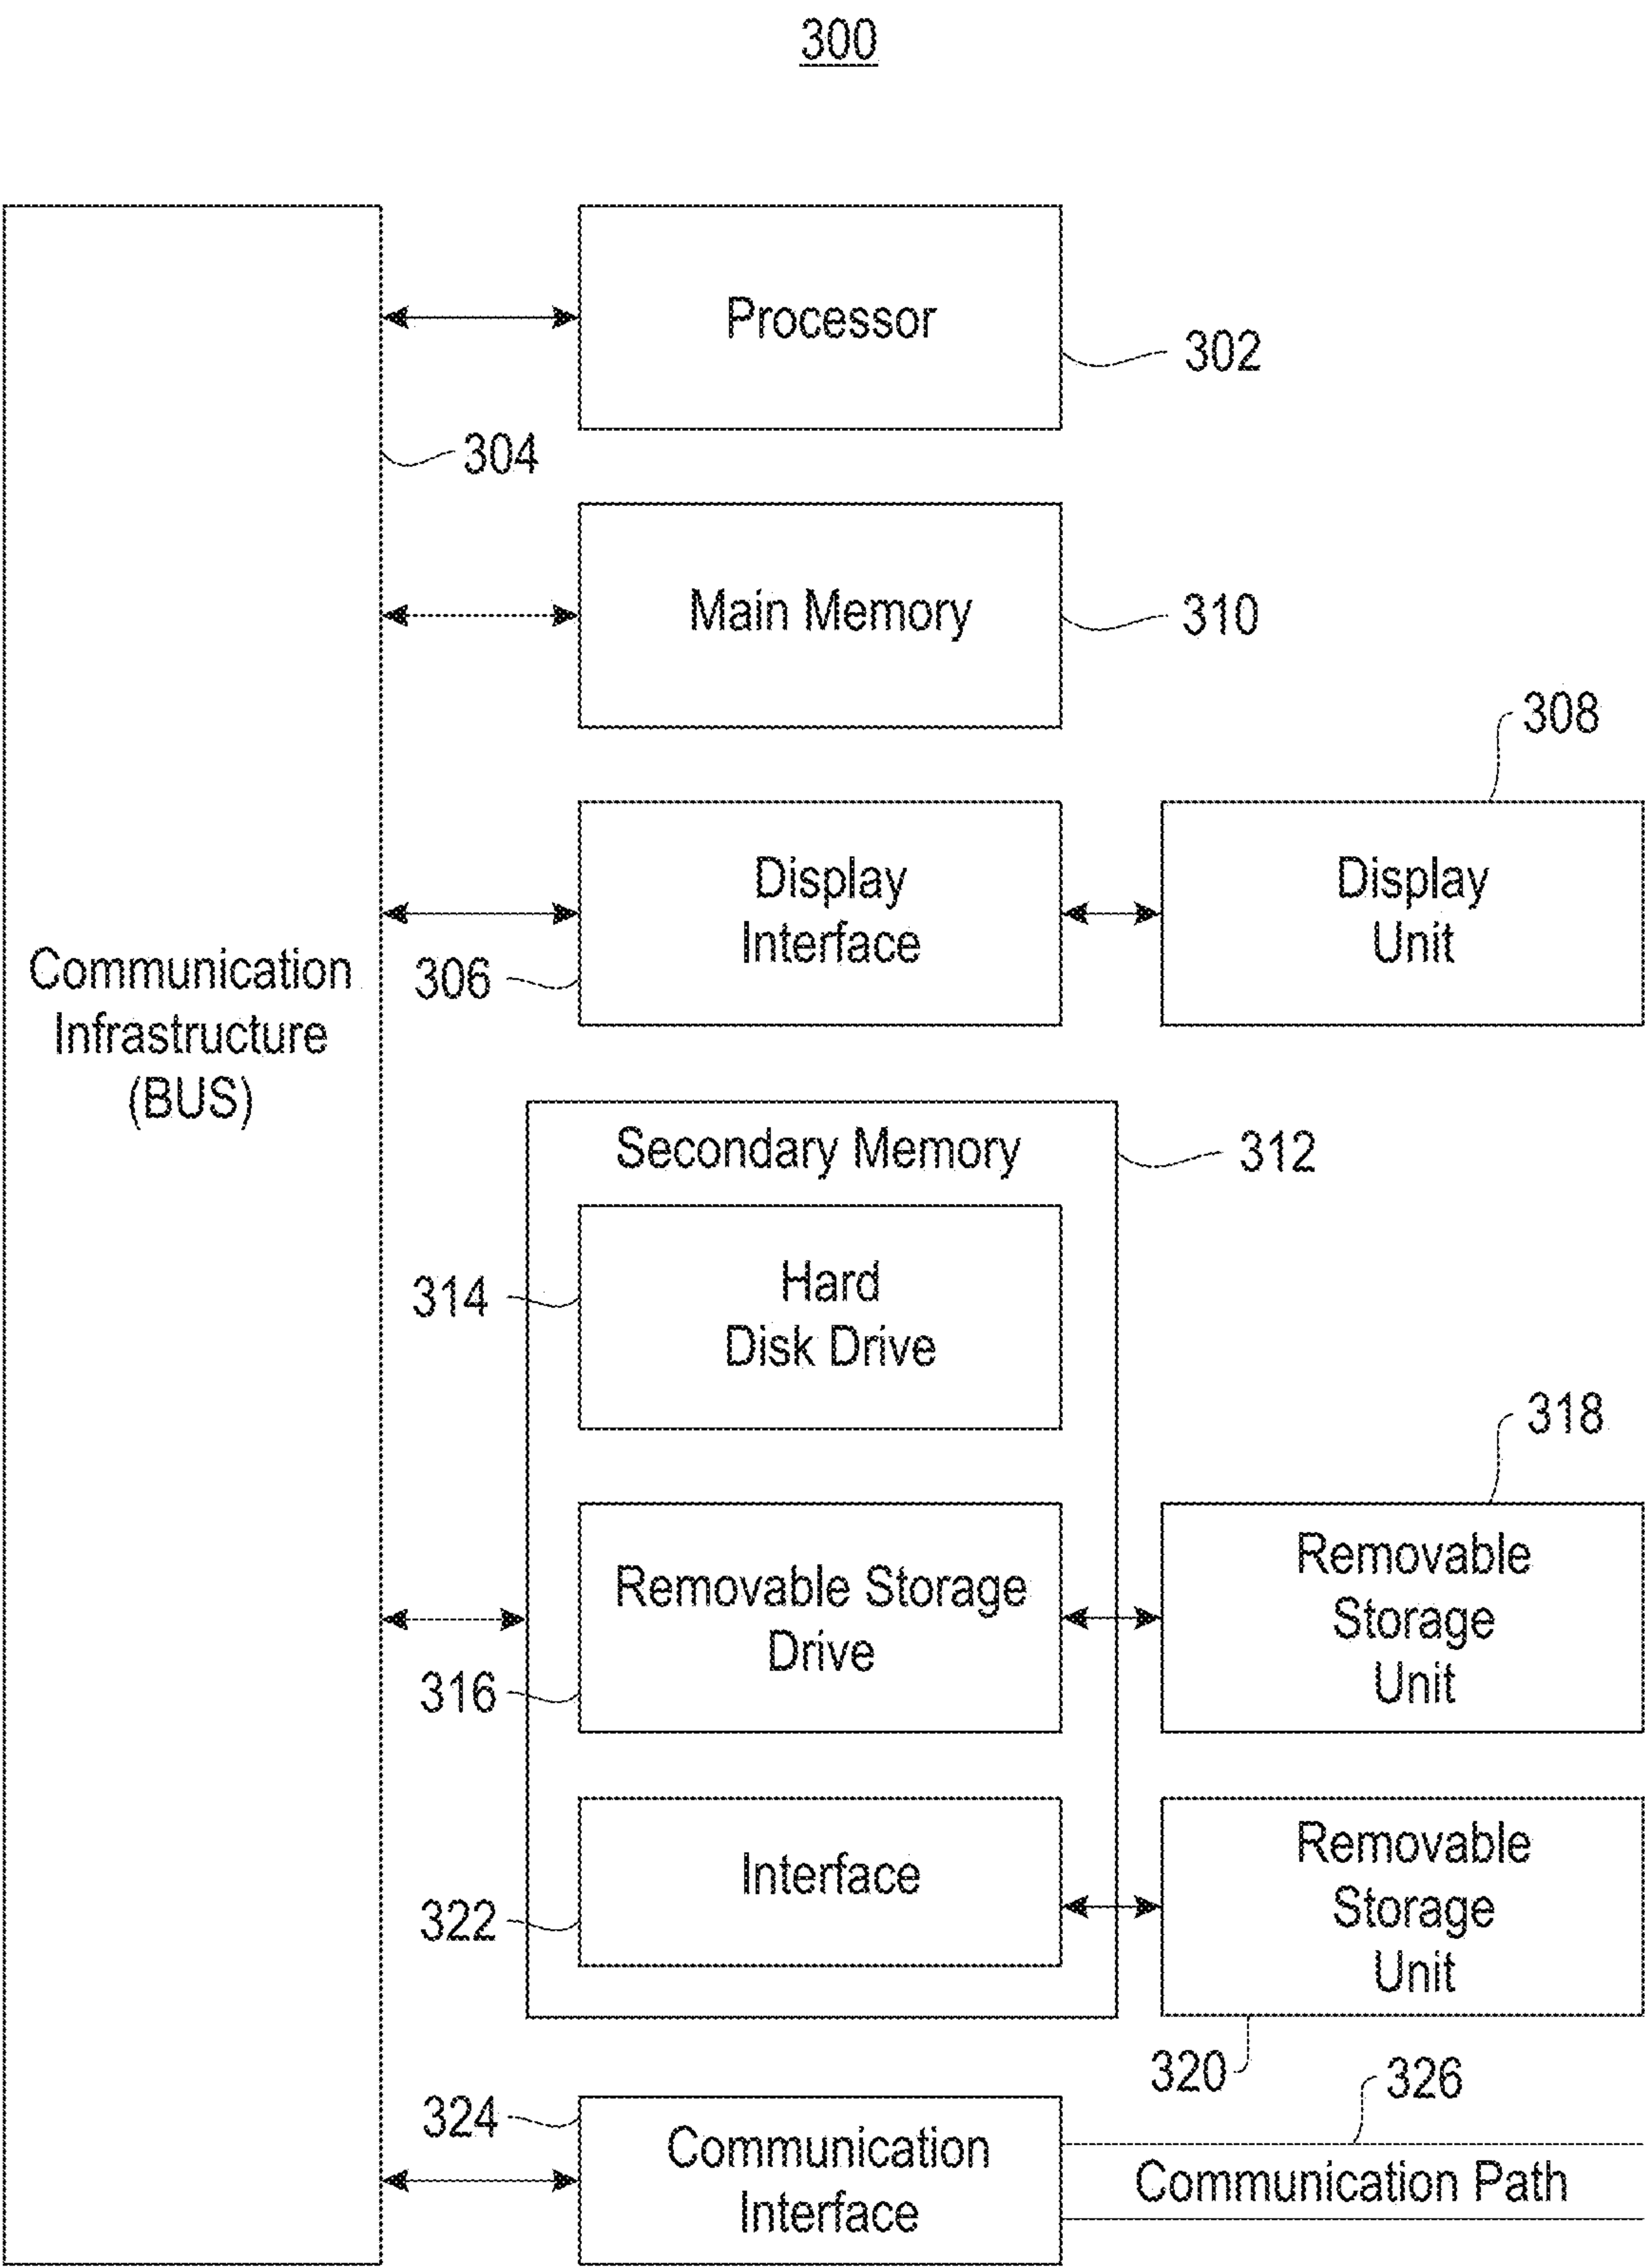 300
Processor
302
304
Main Memory
310
308
Display
Interface
306
Display
Unit
Communication
Infrastructure
(BUS)
Secondary Memory
312
Hard
Disk Drive
314
318
Removable Storage
Drive
316
Removable
Storage
Unit
Interface
322
Removable
Storage
Unit
320
326
324
Communication
Interface
Communication Path